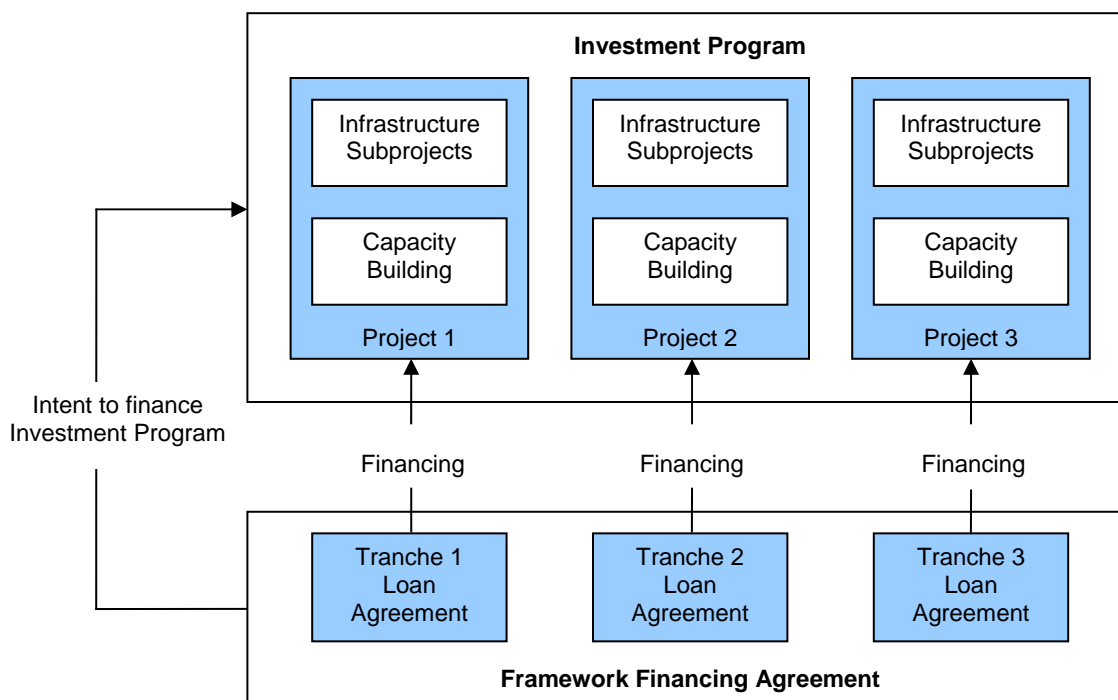 Investment Program
Infrastructure
Subprojects
Capacity
Building
Project 1
Infrastructure
Subprojects
Capacity
Building
Project 2
Infrastructure
Subprojects
Capacity
Building
Project 3
Intent to finance
Investment Program
Financing
Financing
Financing
Tranche 1
Loan
Agreement
Tranche 2
Loan
Agreement
Tranche 3
Loan
Agreement
Framework Financing Agreement